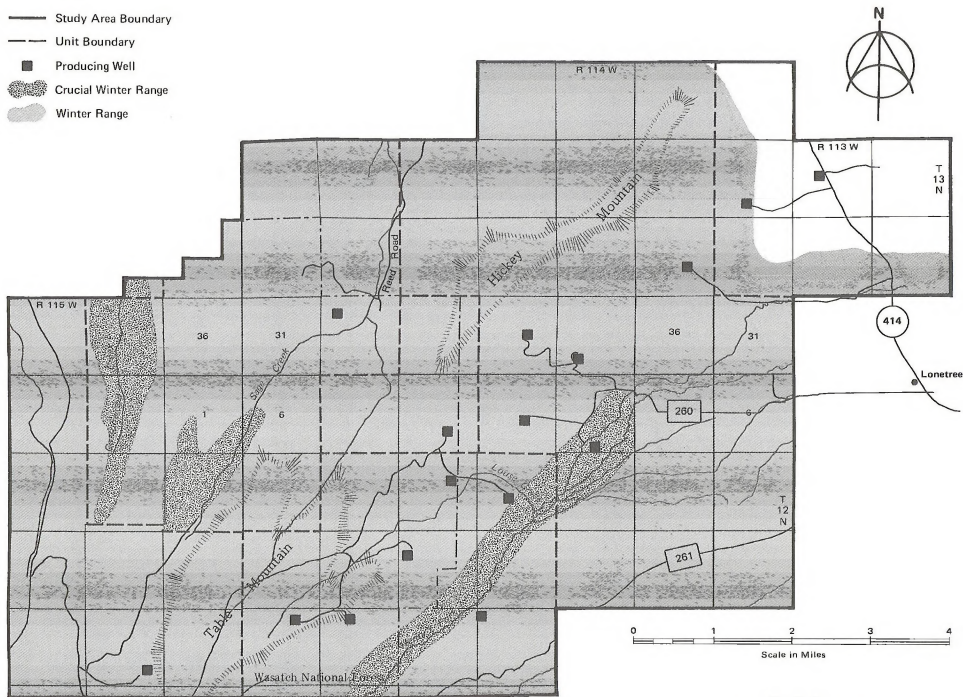 Study Area Boundary
Unit Boundary
Producing Well
Crucial Winter Range
Winter Range
N
R 114 W
R 113 W
T
13
N
Mountain
Hickey
Road
R 115 W
36
31
36
31
414
Lonetree
Creek
1
6
260
6
T
12
N
261
Table Mountain
0
1
2
3
4
Scale in Miles
Wasatch National Forest